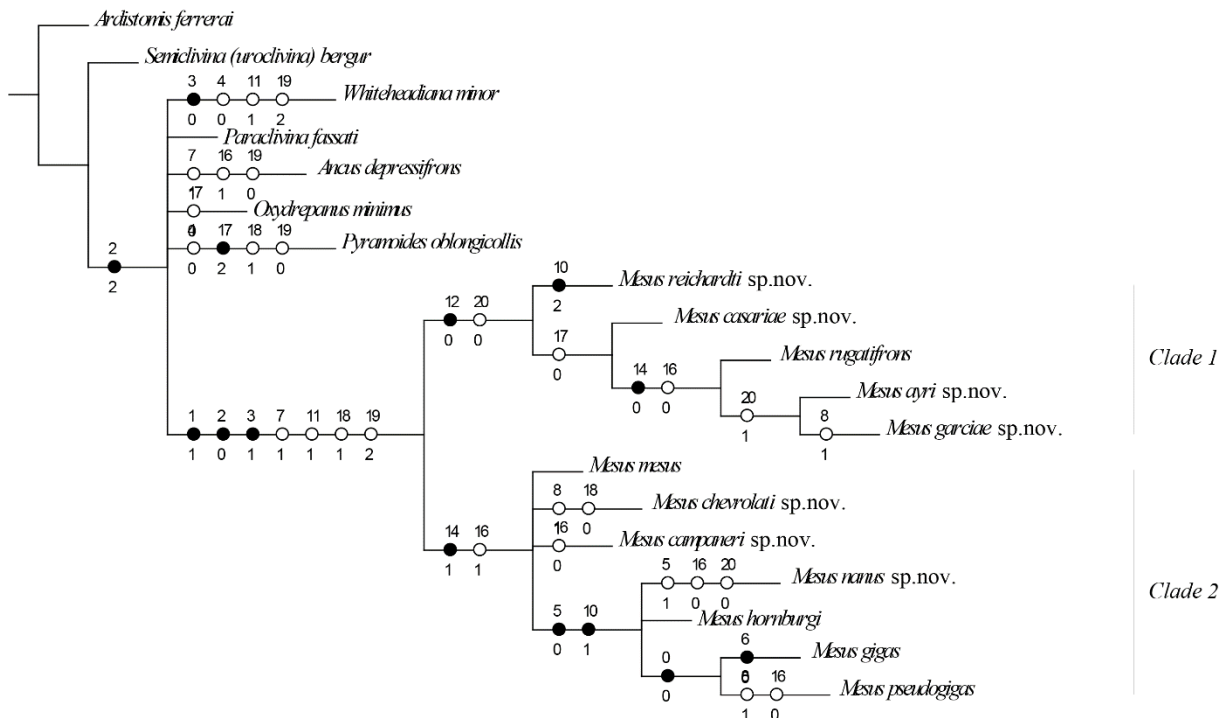 Ardistomis ferrerai
Semiclivina (uroclivina) bergur
3 4 11 19
Whiteheadiana minor
0 0 1 2
Paraclivina fassati
7 16 19
Ancus depressifrons
1 0
17
Oxydrepanus minimus
17 18 19
Pyramoides oblongicollis
0 2 1 0
2
2
10
Mesus reichardti sp.nov.
2
12 20
0 0
Mesus casariae sp.nov.
17
0
Mesus rugatifrons
14 16
0 0
Mesus ayri sp.nov.
20
1
8
Mesus garciae sp.nov.
1
Clade 1
1 2 3 7 11 18 19
1 0 1 1 1 1 2
Mesus mesus
8 18
Mesus chevrolati sp.nov.
0
16
Mesus campaneri sp.nov.
0
14 16
1 1
5 16 20
Mesus nanus sp.nov.
1 0 0
Clade 2
5 10
0 1
Mesus hornburgi
6
Mesus gigas
0
0
16
Mesus pseudogigas
1 0